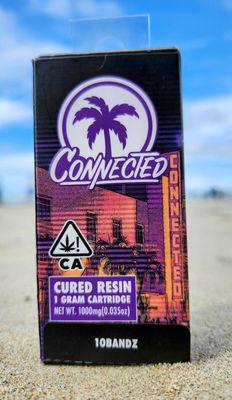 CONNECTED
CONNECTED
CA
CURED RESIN
1 GRAM CARTRIDGE
NET WT. 1000mg(0.035oz)
10BANDZ